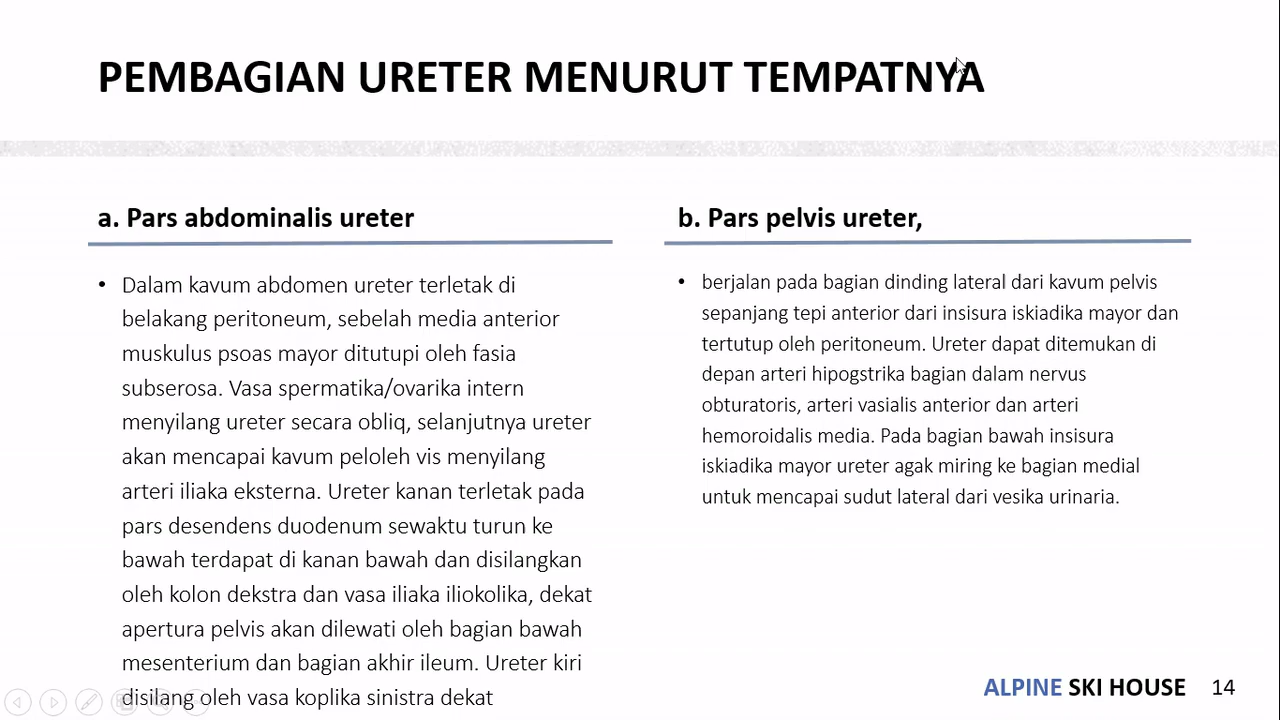 PEMBAGIAN URETER MENURUT TEMPATNYA
a. Pars abdominalis ureter
• Dalam kavum abdomen ureter terletak di
belakang peritoneum, sebelah media anterior
muskulus psoas mayor ditutupi oleh fasia
subserosa. Vasa spermatika/ovarika intern
menyilang ureter secara obliq, selanjutnya ureter
akan mencapai kavum peloleh vis menyilang
arteri iliaka eksterna. Ureter kanan terletak pada
pars desendens duodenum sewaktu turun ke
bawah terdapat di kanan bawah dan disilangkan
oleh kolon dekstra dan vasa iliaka iliokolika, dekat
apertura pelvis akan dilewati oleh bagian bawah
mesenterium dan bagian akhir ileum. Ureter kiri
disilang oleh vasa koplika sinistra dekat
b. Pars pelvis ureter,
• berjalan pada bagian dinding lateral dari kavum pelvis
sepanjang tepi anterior dari insisura iskiadika mayor dan
tertutup oleh peritoneum. Ureter dapat ditemukan di
depan arteri hipogstrika bagian dalam nervus
obturatoris, arteri vasialis anterior dan arteri
hemoroidalis media. Pada bagian bawah insisura
iskiadika mayor ureter agak miring ke bagian medial
untuk mencapai sudut lateral dari vesika urinaria.
ALPINE SKI HOUSE 14